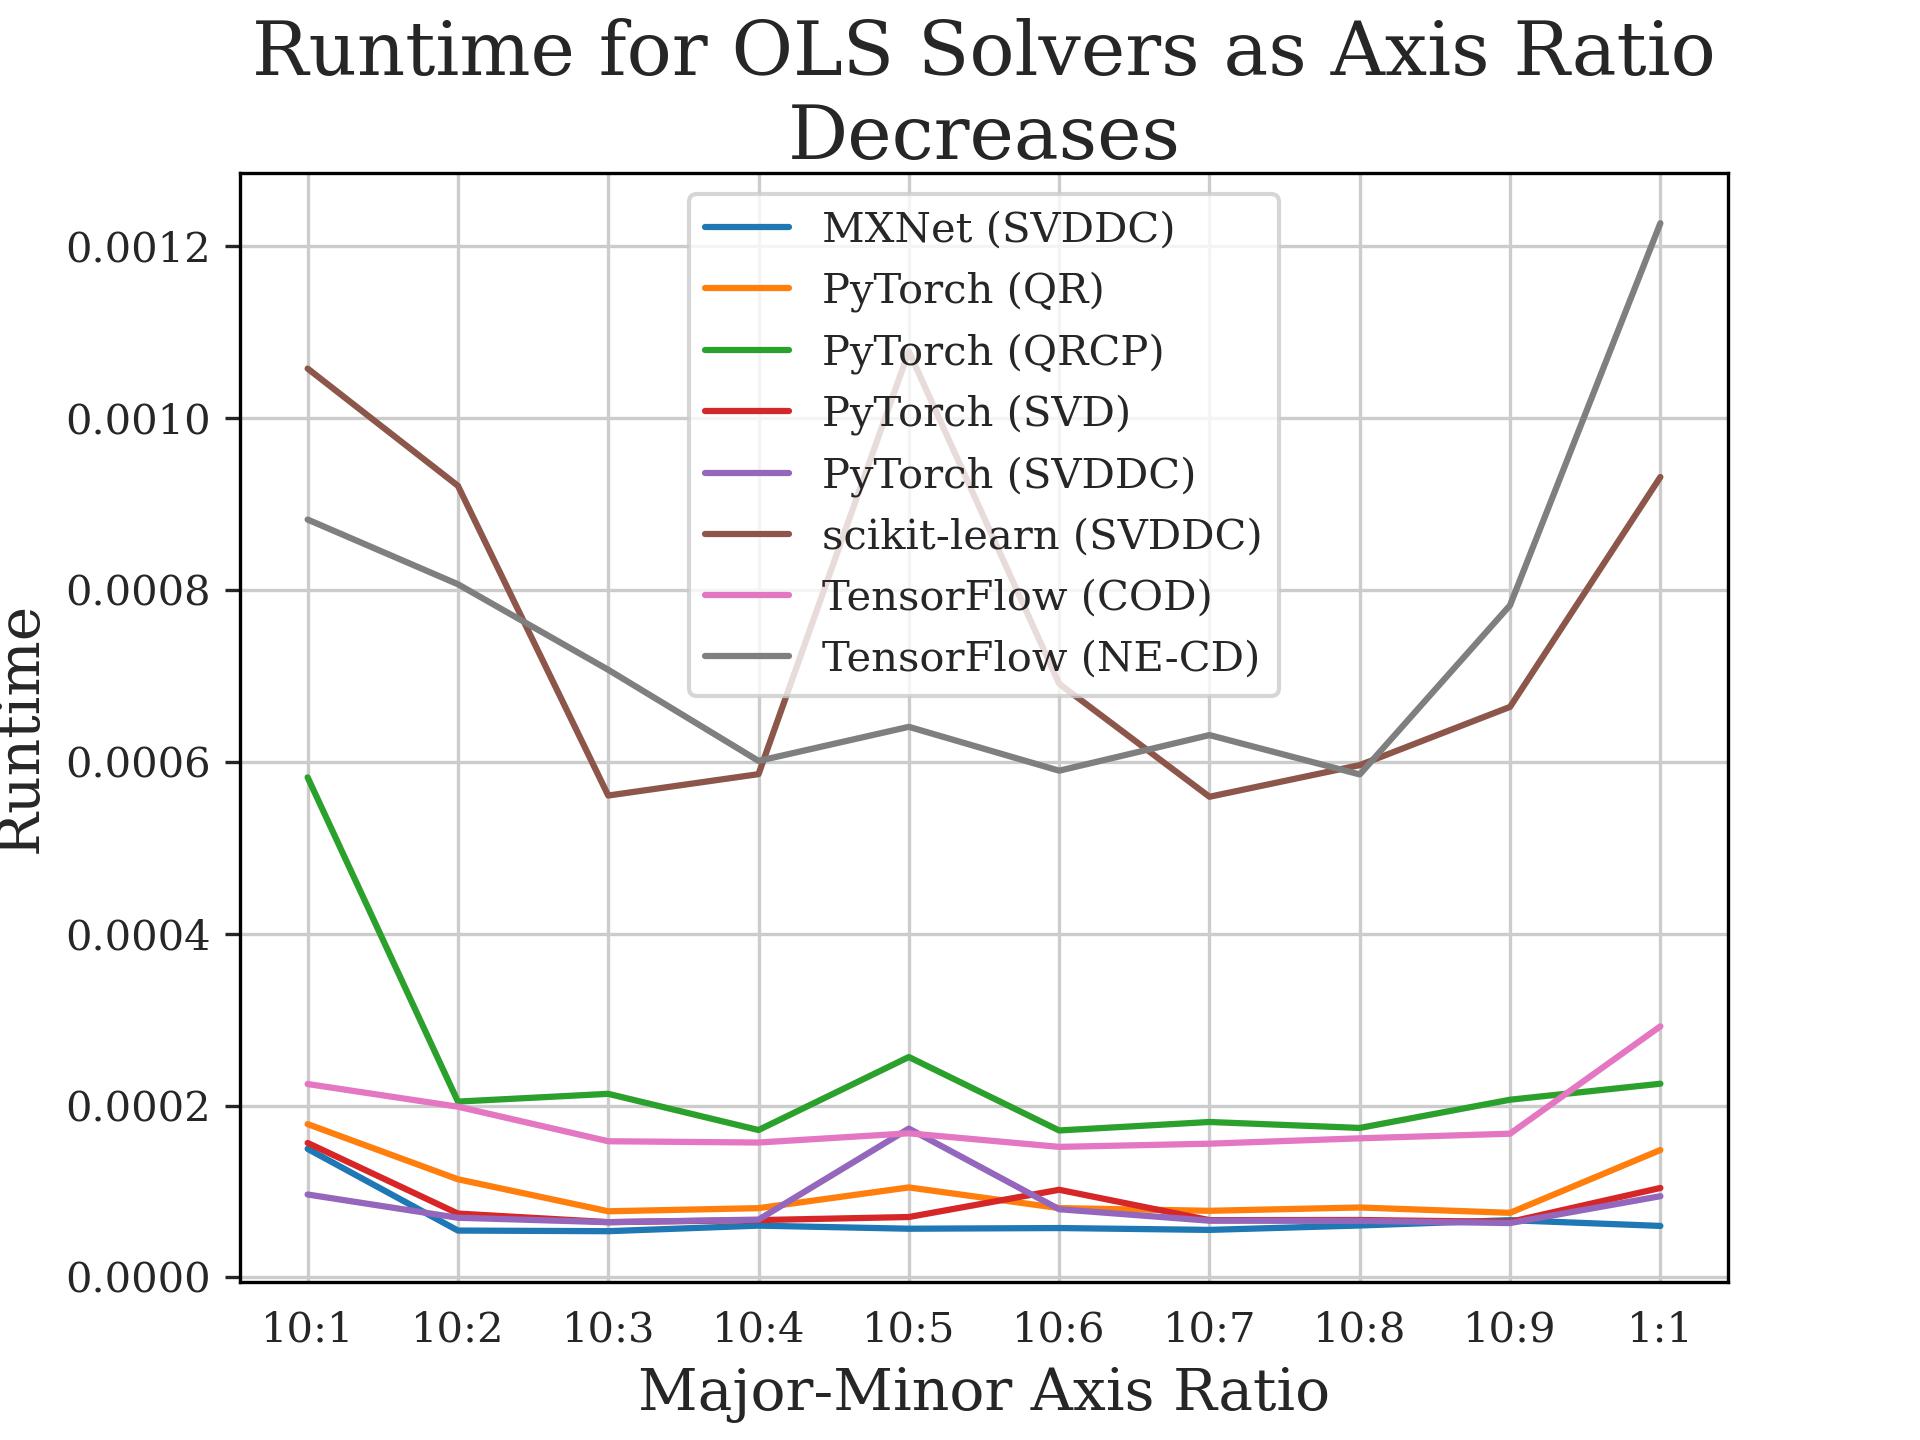 Runtime for OLS Solvers as Axis Ratio
Decreases
MXNet (SVDDC)
PyTorch (QR)
PyTorch (QRCP)
PyTorch (SVD)
PyTorch (SVDDC)
scikit-learn (SVDDC)
TensorFlow (COD)
TensorFlow (NE-CD)
Runtime
0.0012
0.0010
0.0008
0.0006
0.0004
0.0002
0.0000
10:1 10:2 10:3 10:4 10:5 10:6 10:7 10:8 10:9 1:1
Major-Minor Axis Ratio